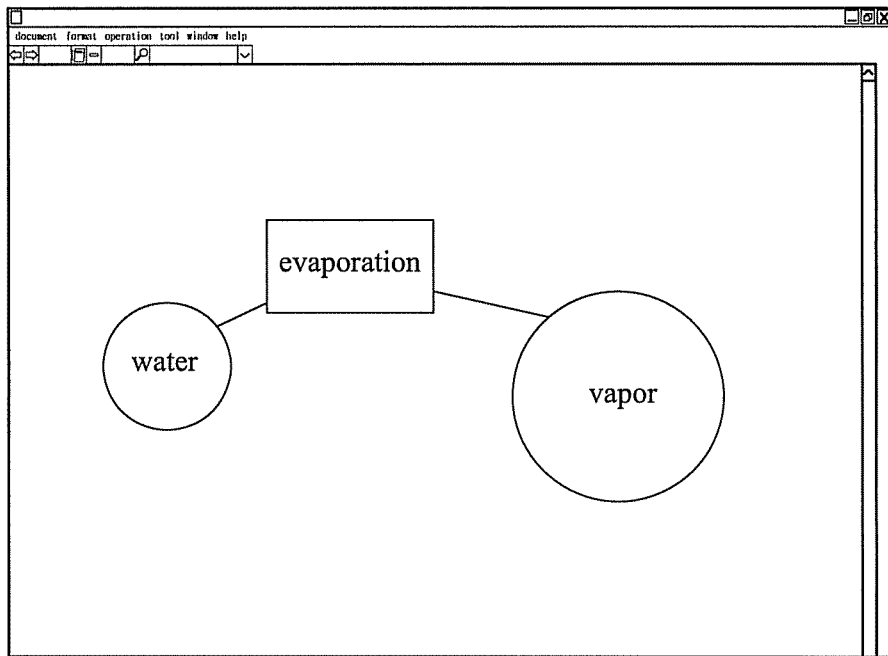 document format operation tool window help
evaporation
water
vapor